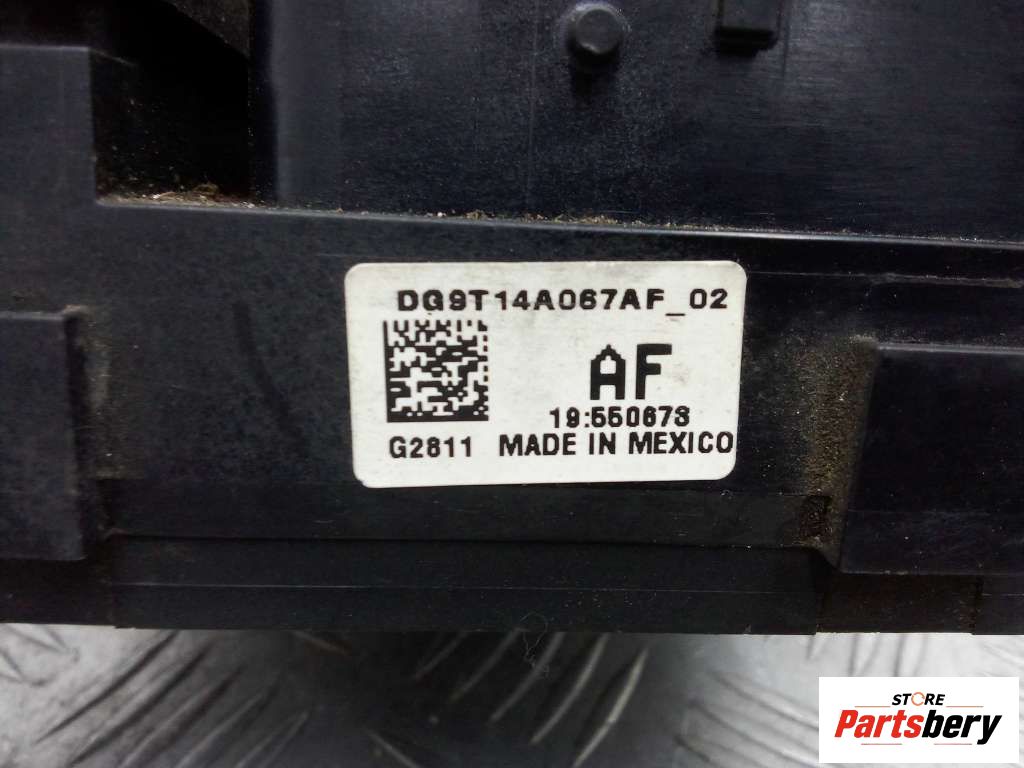 DG9T14A067AF_02
AF
19:550673
G2811 MADE IN MEXICO
STORE
Partsbery